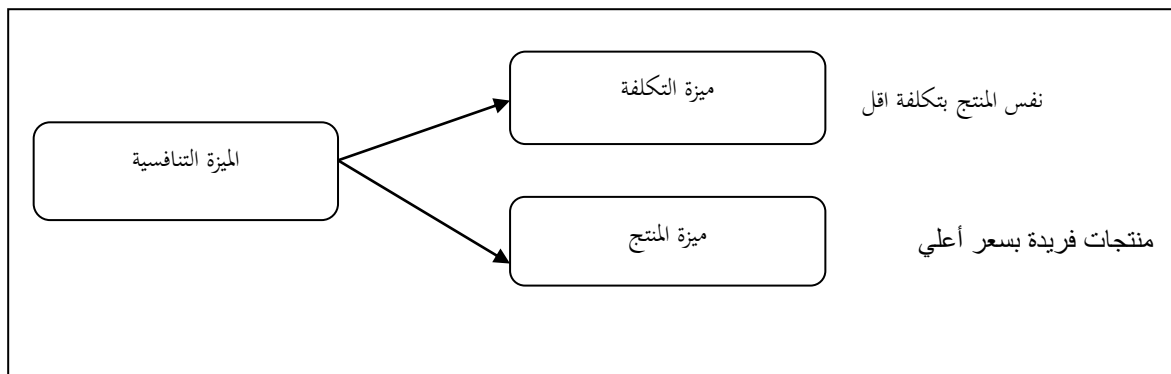 ميزة التكلفة
نفس المنتج بتكلفة اقل
الميزة التنافسية
ميزة المنتج
منتجات فريدة بسعر أعلي